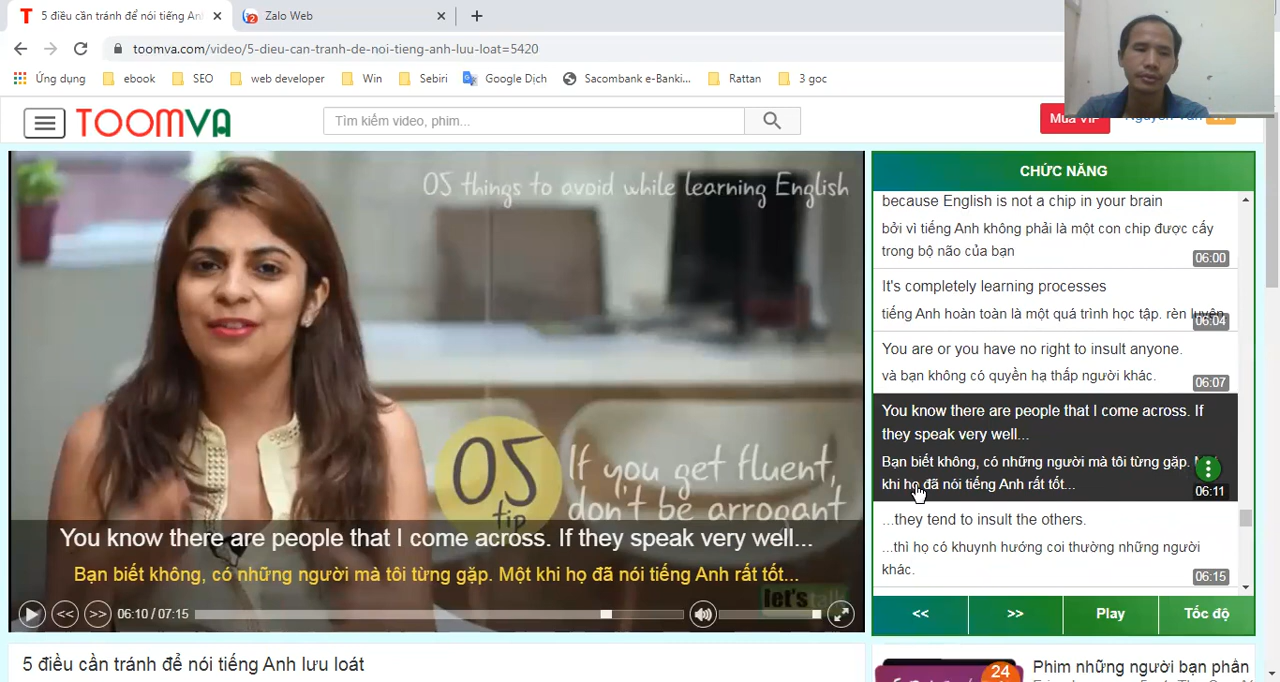 5 điều cần tránh để nói tiếng Anh
Zalo Web
toomva.com/video/5-dieu-can-tranh-de-noi-tieng-anh-luu-loat=5420
Ứng dụng
ebook
SEO
web developer
Win
Sebiri
Google Dịch
Sacombank e-Banki...
Rattan
3 goc
TOOMVA
Tìm kiếm video, phim...
Mua VIP
05 things to avoid while learning English
05
tip
If you get fluent,
don't be arrogant
You know there are people that I come across. If they speak very well...
Bạn biết không, có những người mà tôi từng gặp. Một khi họ đã nói tiếng Anh rất tốt...
let's talk
06:10 / 07:15
5 điều cần tránh để nói tiếng Anh lưu loát
CHỨC NĂNG
because English is not a chip in your brain
bởi vì tiếng Anh không phải là một con chip được cấy
trong bộ não của bạn
06:00
It's completely learning processes
tiếng Anh hoàn toàn là một quá trình học tập. rèn luyện
06:04
You are or you have no right to insult anyone.
và bạn không có quyền hạ thấp người khác.
06:07
You know there are people that I come across. If
they speak very well...
Bạn biết không, có những người mà tôi từng gặp.
khi họ đã nói tiếng Anh rất tốt...
06:11
...they tend to insult the others.
...thì họ có khuynh hướng coi thường những người
khác.
06:15
<<
>>
Play
Tốc độ
24
Phim những người bạn phần